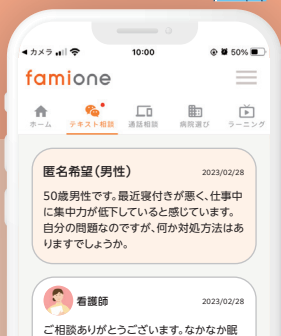 カメラ 10:00 50%
famione
ホーム テキスト相談 通話相談 病院選び ラーニング
匿名希望(男性) 2023/02/28
50歳男性です。最近寝付きが悪く、仕事中
に集中力が低下していると感じています。
自分の問題なのですが、何か対処方法はあ
りますでしょうか。
看護師 2023/02/28
ご相談ありがとうございます。なかなか眠